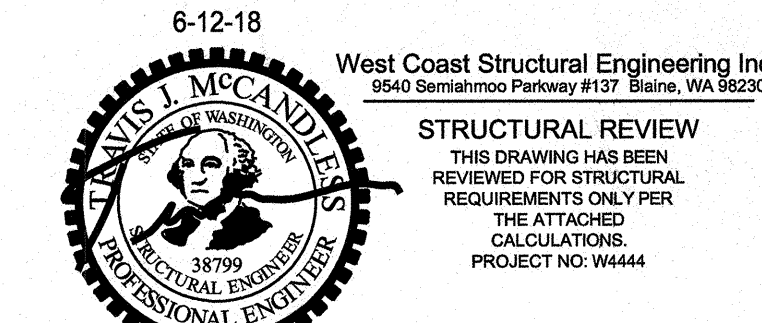 6-12-18
West Coast Structural Engineering Inc
9540 Semiahmoo Parkway #137 Blaine, WA 98230
STRUCTURAL REVIEW
THIS DRAWING HAS BEEN
REVIEWED FOR STRUCTURAL
REQUIREMENTS ONLY PER
THE ATTACHED
CALCULATIONS.
PROJECT NO: W4444
TRAVIS J. McCANDLESS
STATE OF WASHINGTON
38799
STRUCTURAL ENGINEER
PROFESSIONAL ENGINEER